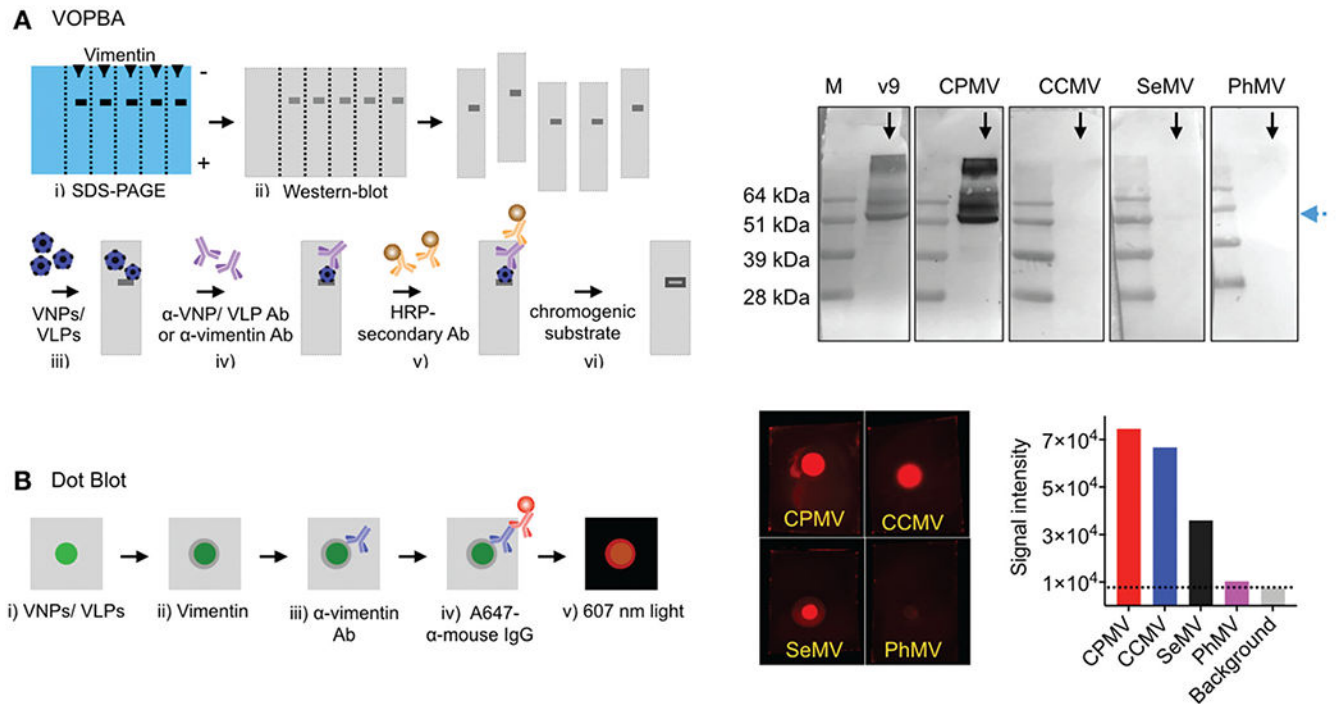 A VOPBA
Vimentin
-
+
i) SDS-PAGE
ii) Western-blot
VNPs/
VLPs
iii)
α-VNP/ VLP Ab
or α-vimentin Ab
iv)
HRP-
secondary Ab
v)
chromogenic
substrate
vi)
M v9 CPMV CCMV SeMV PhMV
64 kDa
51 kDa
39 kDa
28 kDa
B Dot Blot
i) VNPs/ VLPs
ii) Vimentin
iii) α-vimentin
Ab
iv) A647-
α-mouse IgG
v) 607 nm light
CPMV
CCMV
SeMV
PhMV
Signal intensity
7×10⁴
5×10⁴
3×10⁴
1×10⁴
CPMV
CCMV
SeMV
PhMV
Background